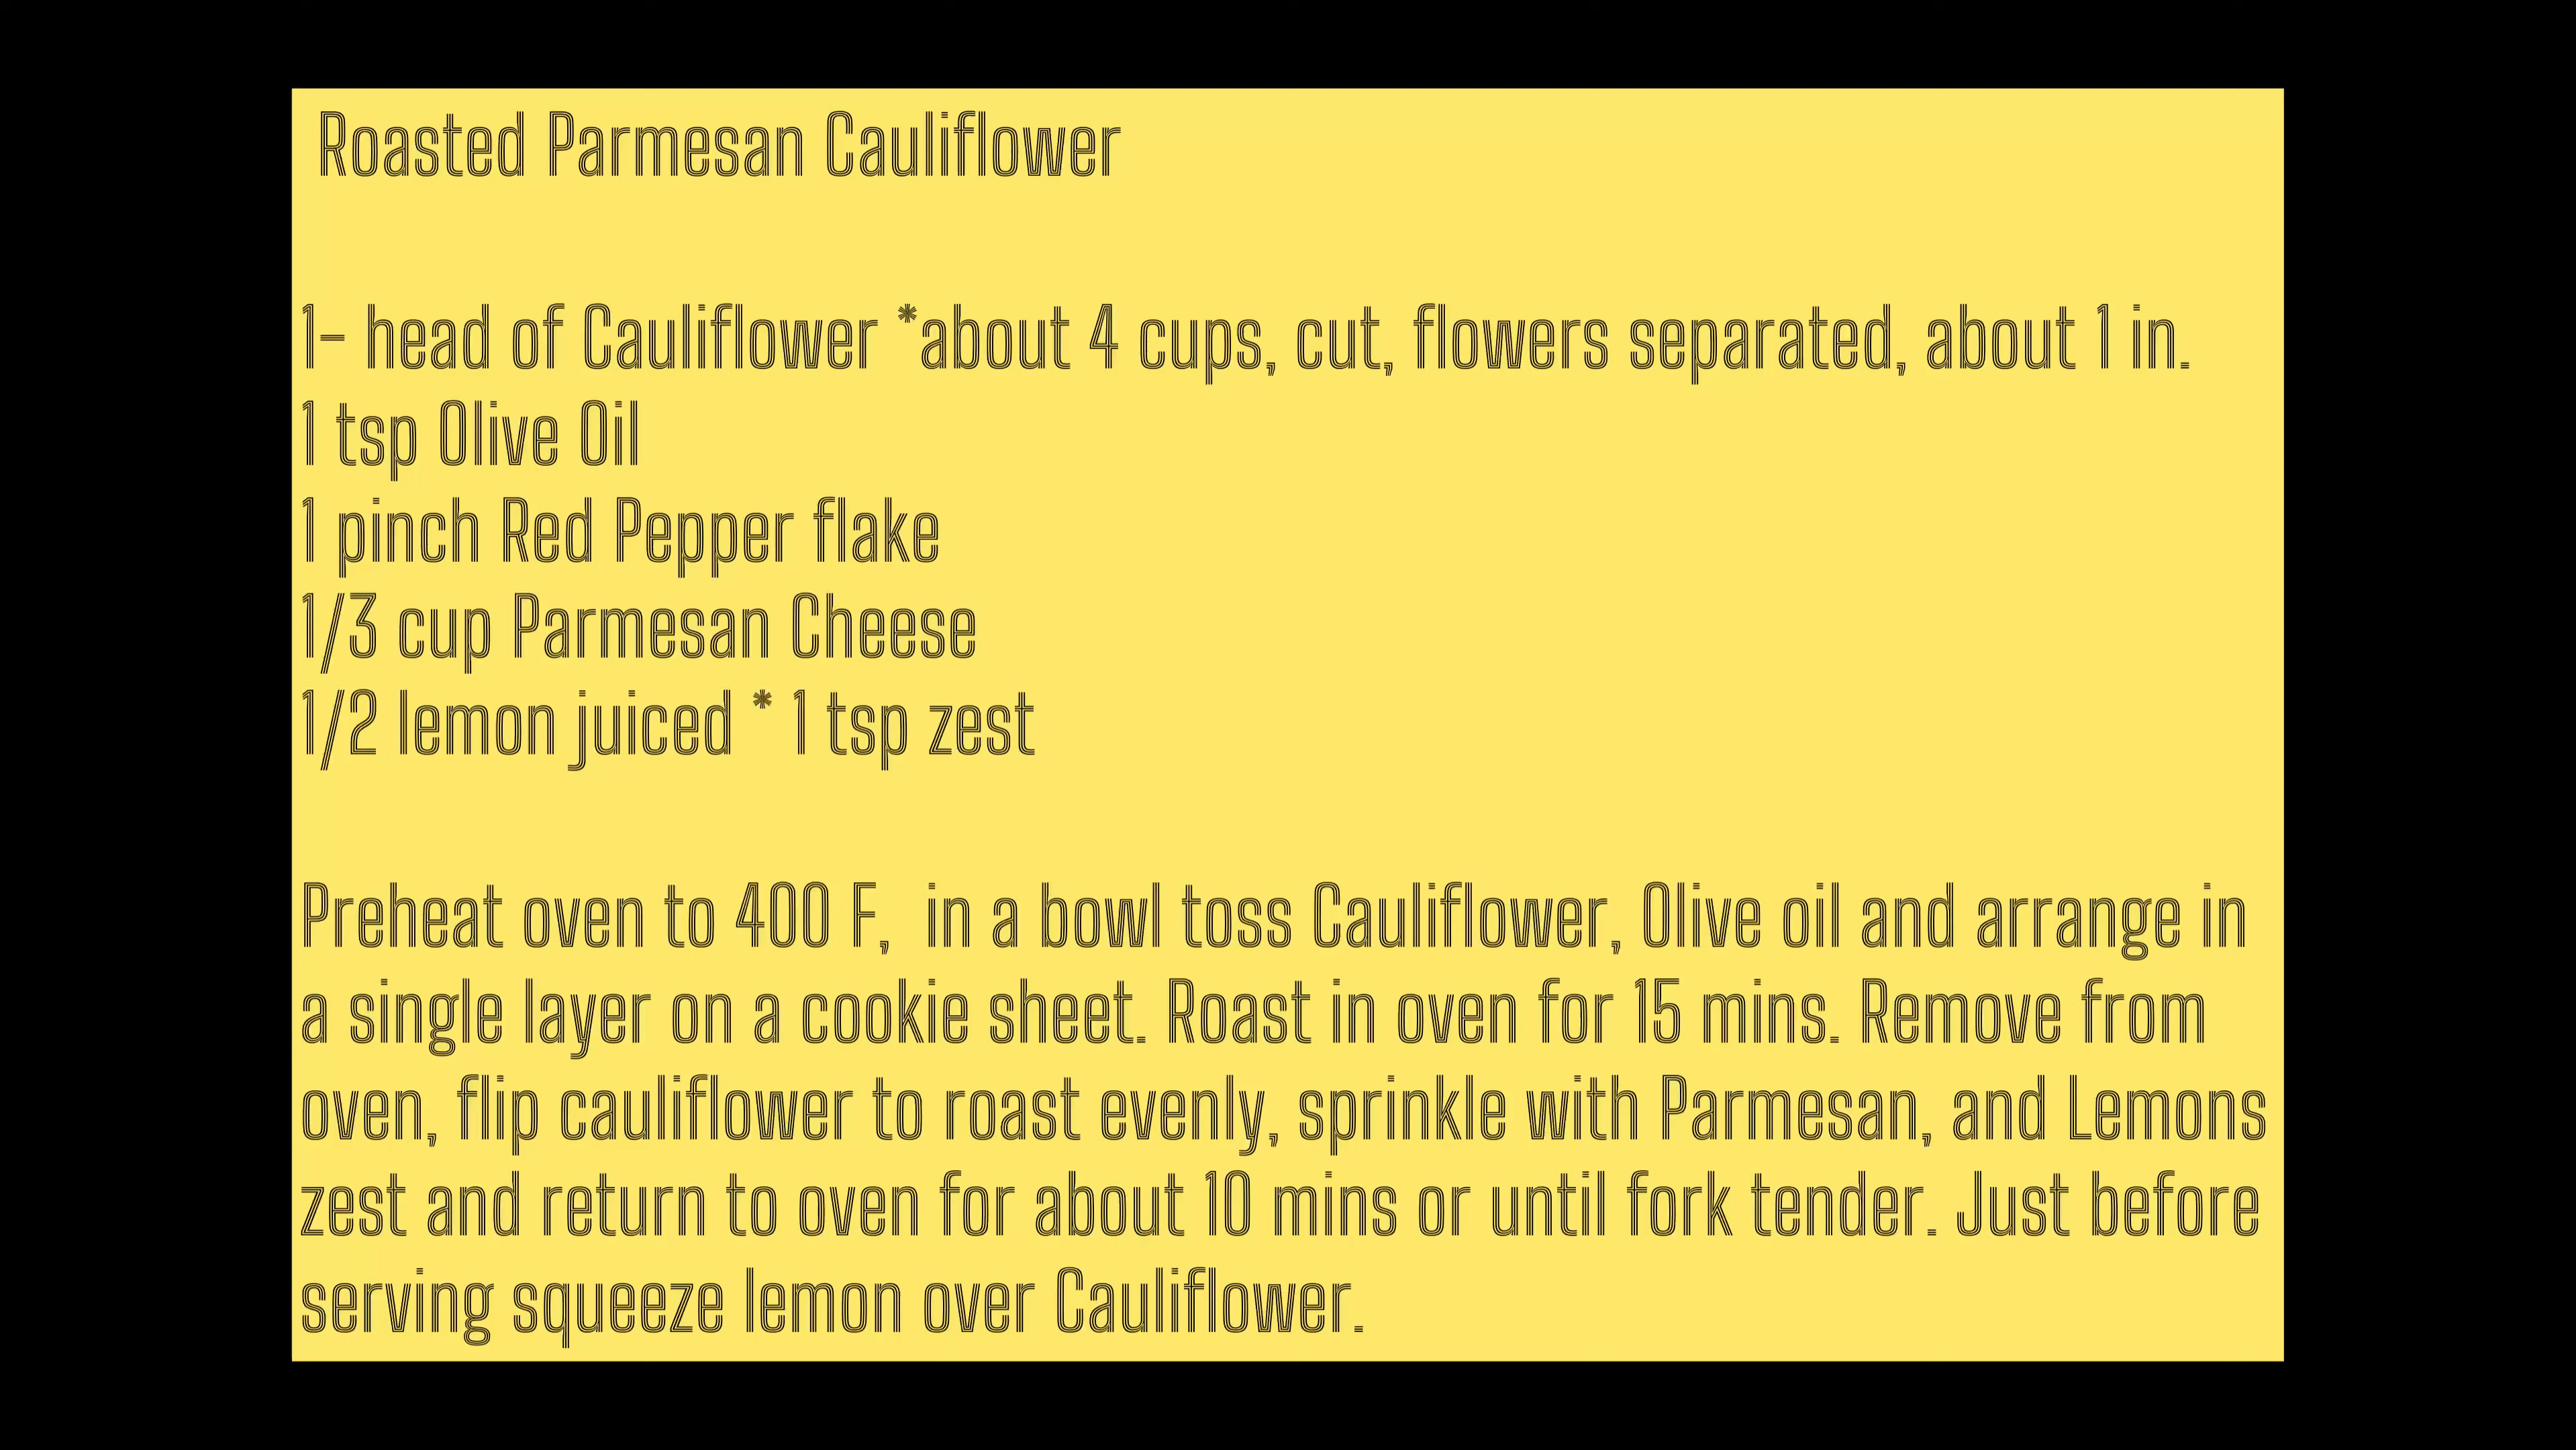 Roasted Parmesan Cauliflower
1- head of Cauliflower *about 4 cups, cut, flowers separated, about 1 in.
1 tsp Olive Oil
1 pinch Red Pepper flake
1/3 cup Parmesan Cheese
1/2 lemon juiced * 1 tsp zest
Preheat oven to 400 F,  in a bowl toss Cauliflower, Olive oil and arrange in
a single layer on a cookie sheet. Roast in oven for 15 mins. Remove from
oven, flip cauliflower to roast evenly, sprinkle with Parmesan, and Lemons
zest and return to oven for about 10 mins or until fork tender. Just before
serving squeeze lemon over Cauliflower.